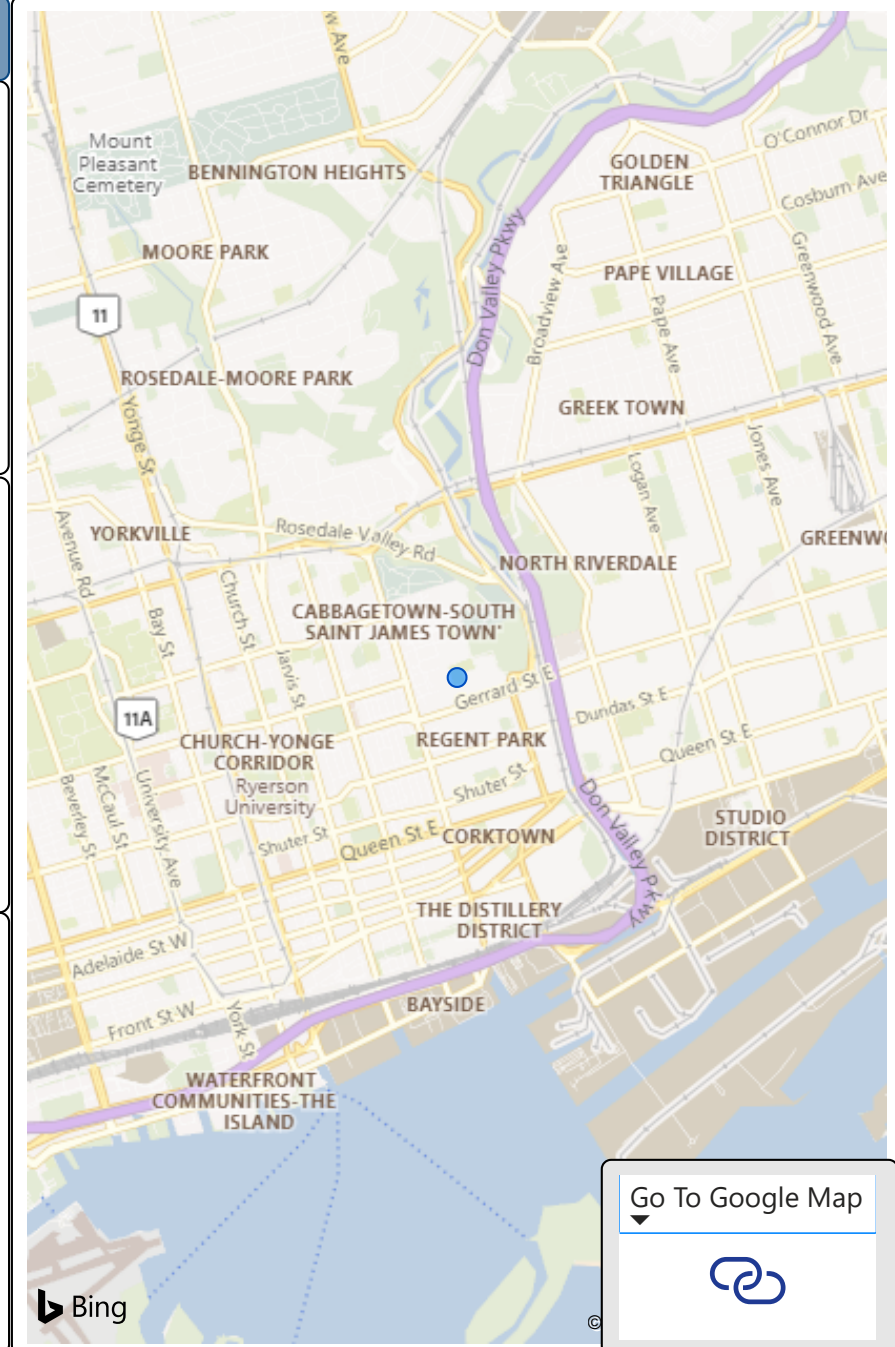 w Ave
O'Connor Dr
Mount
Pleasant
Cemetery
BENNINGTON HEIGHTS
GOLDEN
TRIANGLE
Cosburn Ave
MOORE PARK
Don Valley Pkwy
Broadview Ave
PAPE VILLAGE
Greenwood Ave
Pape Ave
11
ROSEDALE-MOORE PARK
GREEK TOWN
Yonge St
Jones Ave
Logan Ave
Avenue Rd
YORKVILLE
Rosedale Valley Rd
GREENWO
NORTH RIVERDALE
Church St
Bay St
CABBAGETOWN-SOUTH
SAINT JAMES TOWN
Jarvis St
Gerrard St E
11A
Dundas St E
CHURCH-YONGE
CORRIDOR
REGENT PARK
Queen St E
Ryerson
University
Beverley St
McCaul St
University Ave
Shuter St
Don Valley Pkwy
Shuter St
Queen St E
CORKTOWN
STUDIO
DISTRICT
THE DISTILLERY
DISTRICT
Adelaide St W
BAYSIDE
Front St W
York St
WATERFRONT
COMMUNITIES-THE
ISLAND
Go To Google Map
Bing
©